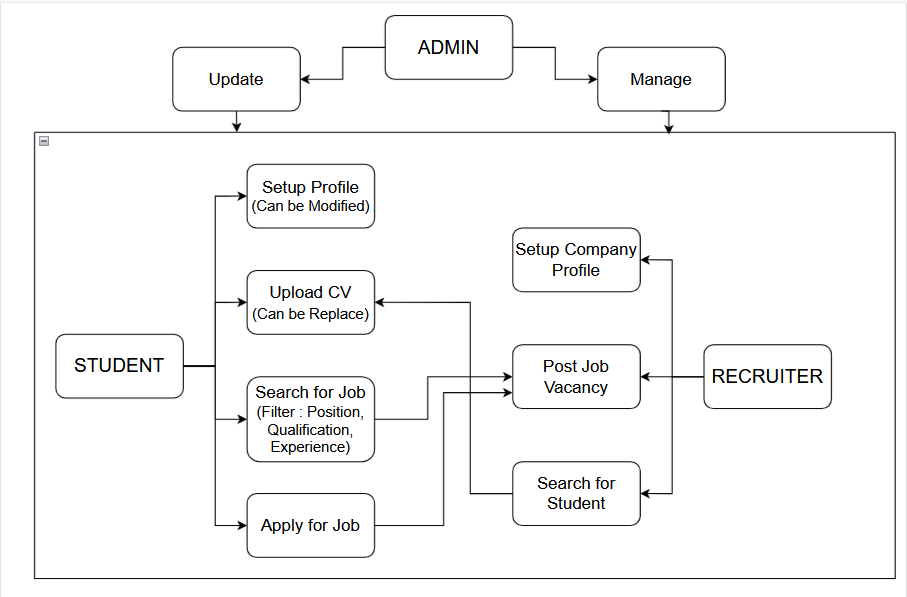 ADMIN
Update
Manage
Setup Profile
(Can be Modified)
Setup Company
Profile
Upload CV
(Can be Replace)
STUDENT
Post Job
Vacancy
RECRUITER
Search for Job
(Filter : Position,
Qualification,
Experience)
Search for
Student
Apply for Job